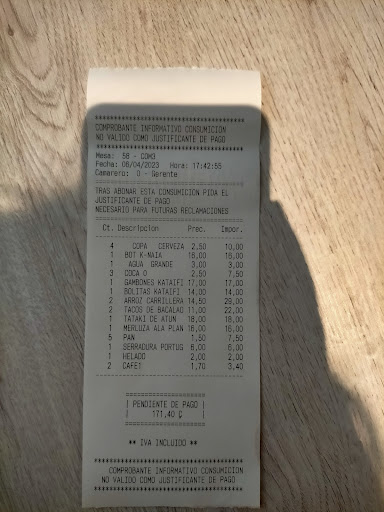 ****************************************
COMPROBANTE INFORMATIVO CONSUMICION
NO VALIDO COMO JUSTIFICANTE DE PAGO
****************************************
Mesa: 58 - COM3
Fecha: 08/04/2023 Hora: 17:42:55
Camarero: 0 - Gerente
TRAS ABONAR ESTA CONSUMICION PIDA EL
JUSTIFICANTE DE PAGO
NECESARIO PARA FUTURAS RECLAMACIONES
Ct. Descripcion Prec. Impor.
4 COPA CERVEZA 2,50 10,00
1 BOT K-NAIA 16,00 16,00
1 AGUA GRANDE 3,00 3,00
3 COCA 0 2,50 7,50
1 GAMBONES KATAIFI 17,00 17,00
1 BOLITAS KATAIFI 14,00 14,00
2 ARROZ CARRILLERA 14,50 29,00
2 TACOS DE BACALAO 11,00 22,00
1 TATAKI DE ATUN 18,00 18,00
1 MERLUZA ALA PLAN 16,00 16,00
5 PAN 1,50 7,50
1 SERRADURA PORTUG 6,00 6,00
1 HELADO 2,00 2,00
2 CAFE1 1,70 3,40
| PENDIENTE DE PAGO |
| 171,40 € |
** IVA INCLUIDO **
****************************************
COMPROBANTE INFORMATIVO CONSUMICION
NO VALIDO COMO JUSTIFICANTE DE PAGO
****************************************